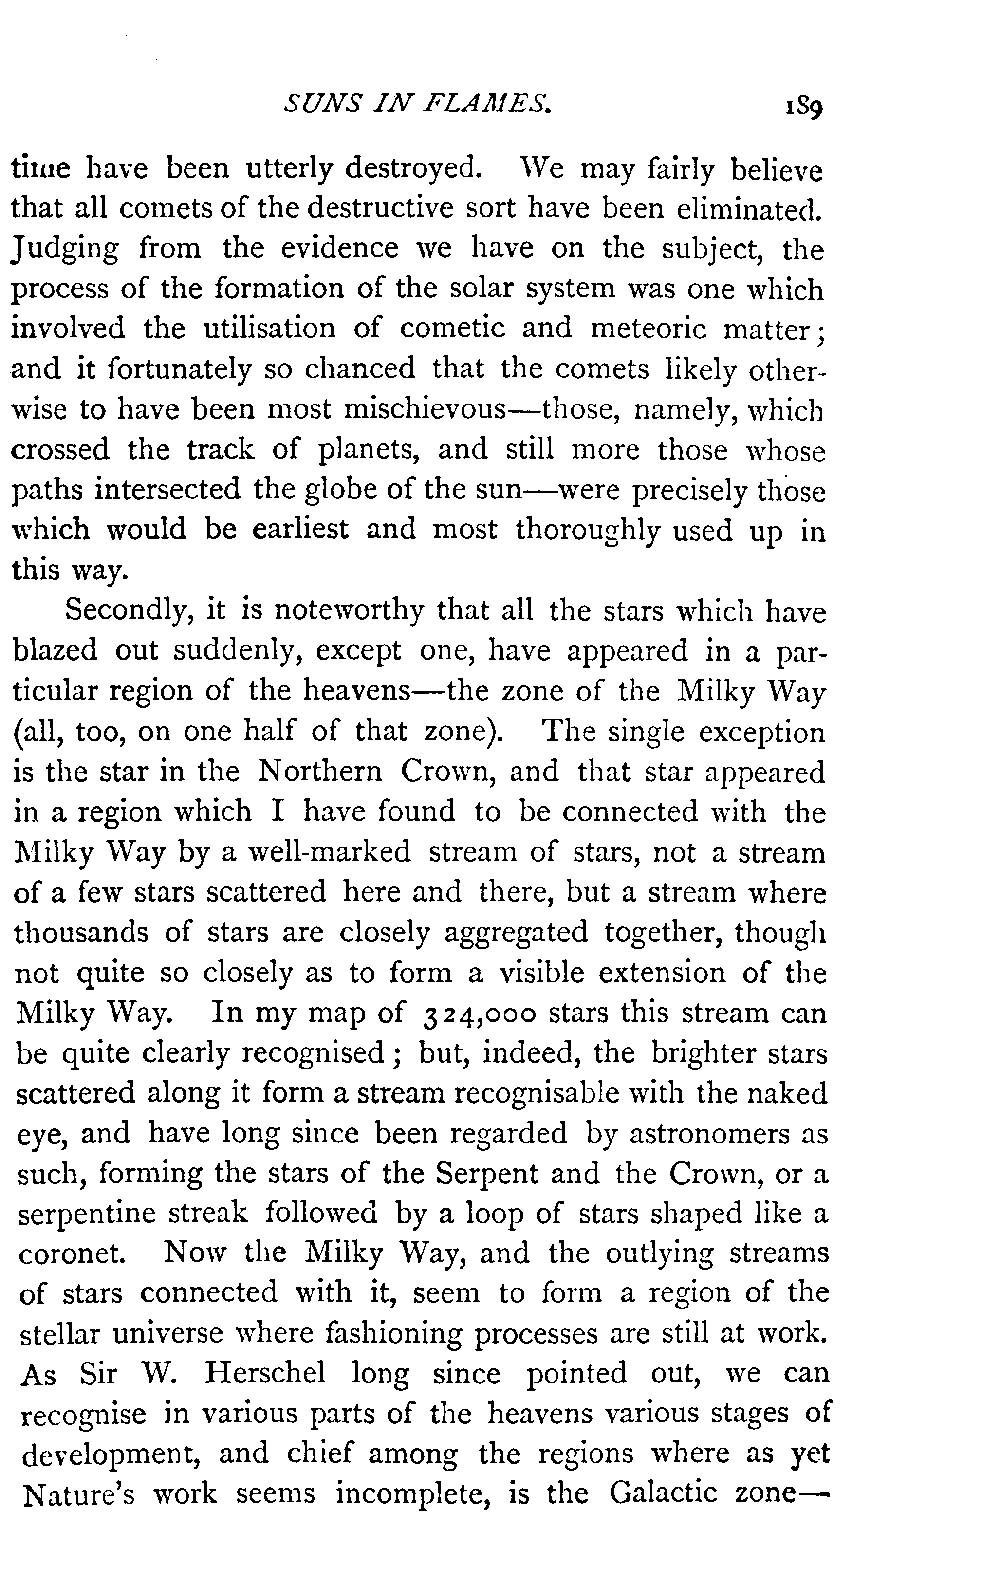 SUNS IN FLAMES. 189
time have been utterly destroyed. We may fairly believe
that all comets of the destructive sort have been eliminated.
Judging from the evidence we have on the subject, the
process of the formation of the solar system was one which
involved the utilisation of cometic and meteoric matter;
and it fortunately so chanced that the comets likely other-
wise to have been most mischievous—those, namely, which
crossed the track of planets, and still more those whose
paths intersected the globe of the sun—were precisely those
which would be earliest and most thoroughly used up in
this way.
Secondly, it is noteworthy that all the stars which have
blazed out suddenly, except one, have appeared in a par-
ticular region of the heavens—the zone of the Milky Way
(all, too, on one half of that zone). The single exception
is the star in the Northern Crown, and that star appeared
in a region which I have found to be connected with the
Milky Way by a well-marked stream of stars, not a stream
of a few stars scattered here and there, but a stream where
thousands of stars are closely aggregated together, though
not quite so closely as to form a visible extension of the
Milky Way. In my map of 324,000 stars this stream can
be quite clearly recognised; but, indeed, the brighter stars
scattered along it form a stream recognisable with the naked
eye, and have long since been regarded by astronomers as
such, forming the stars of the Serpent and the Crown, or a
serpentine streak followed by a loop of stars shaped like a
coronet. Now the Milky Way, and the outlying streams
of stars connected with it, seem to form a region of the
stellar universe where fashioning processes are still at work.
As Sir W. Herschel long since pointed out, we can
recognise in various parts of the heavens various stages of
development, and chief among the regions where as yet
Nature's work seems incomplete, is the Galactic zone—